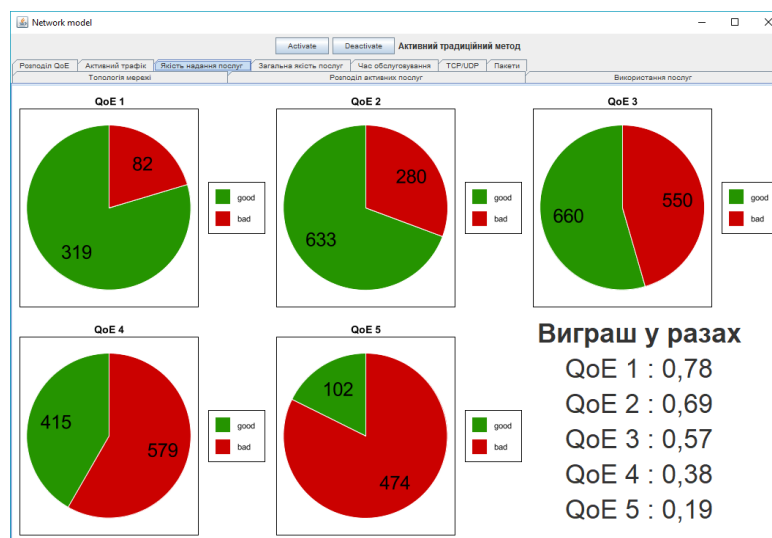 Network model
Activate Deactivate Активний традиційний метод
Розподіл QoE Активний трафік Якість надання послуг Загальна якість послуг Час обслуговування TCP/UDP Пакети
Топологія мережі Розподіл активних послуг Використання послуг
QoE 1
82
319
good
bad
QoE 2
280
633
good
bad
QoE 3
550
660
good
bad
QoE 4
415
579
good
bad
QoE 5
102
474
good
bad
Виграш у разах
QoE 1 : 0,78
QoE 2 : 0,69
QoE 3 : 0,57
QoE 4 : 0,38
QoE 5 : 0,19